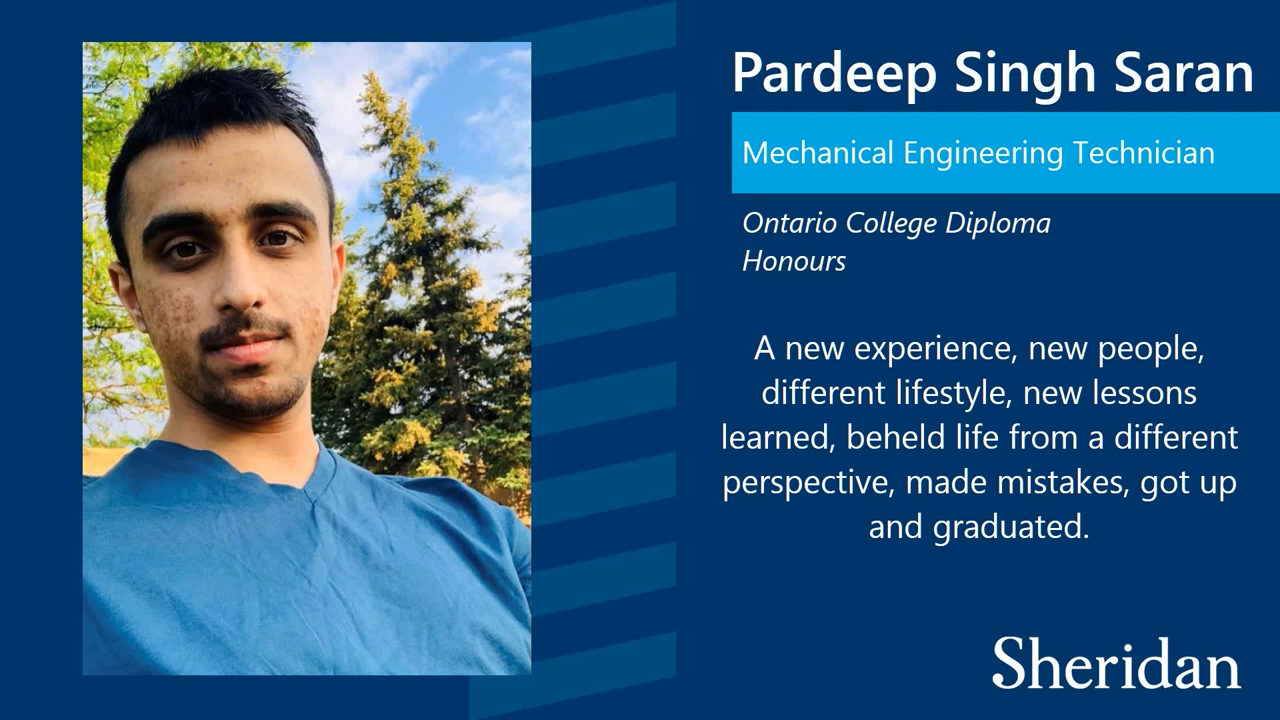 Pardeep Singh Saran
Mechanical Engineering Technician
Ontario College Diploma
Honours
A new experience, new people,
different lifestyle, new lessons
learned, beheld life from a different
perspective, made mistakes, got up
and graduated.
Sheridan